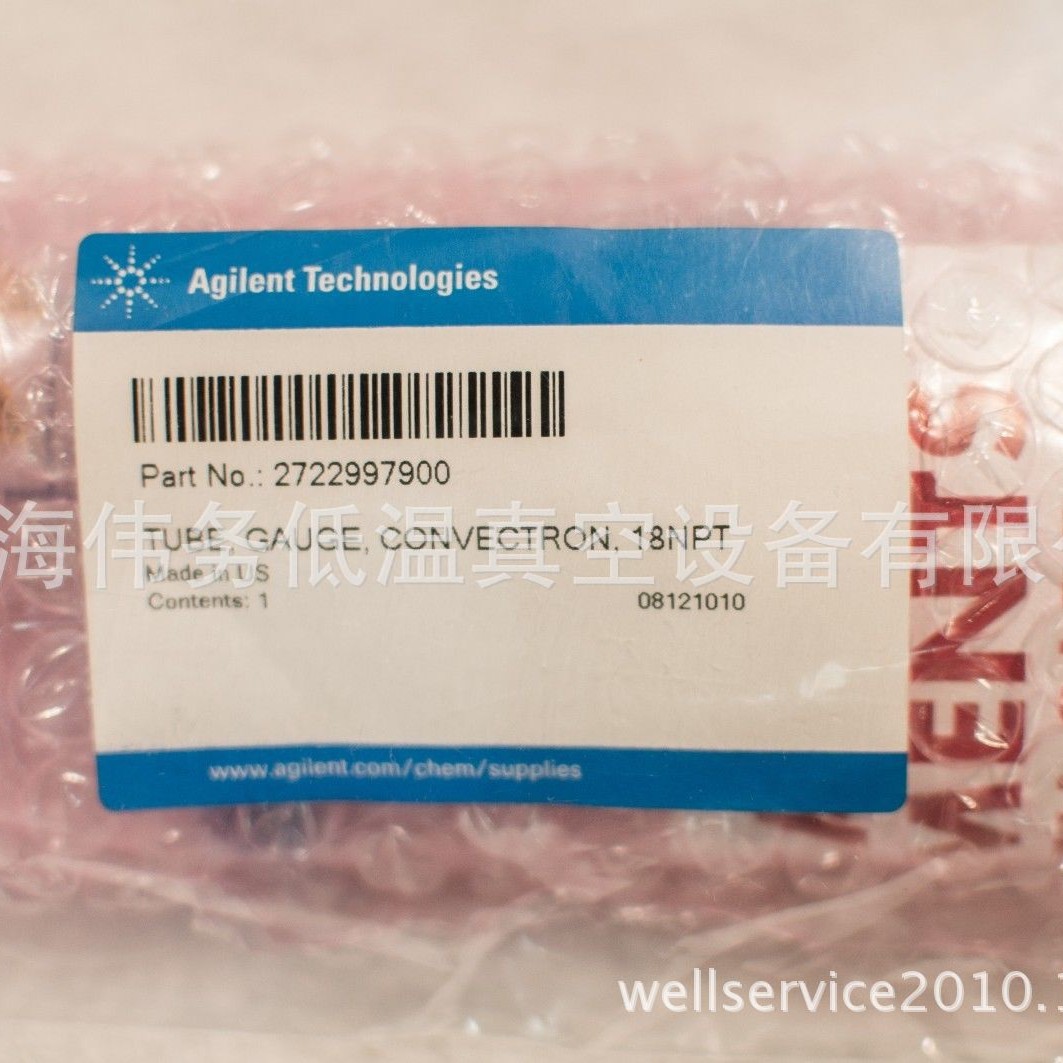 Agilent Technologies
Part No.: 2722997900
TUBE, GAUGE, CONVECTRON, 18NPT
海伟务低温真空设备有限
Made in US
Contents: 1 08121010
www.agilent.com/chem/supplies
wellservice2010.1